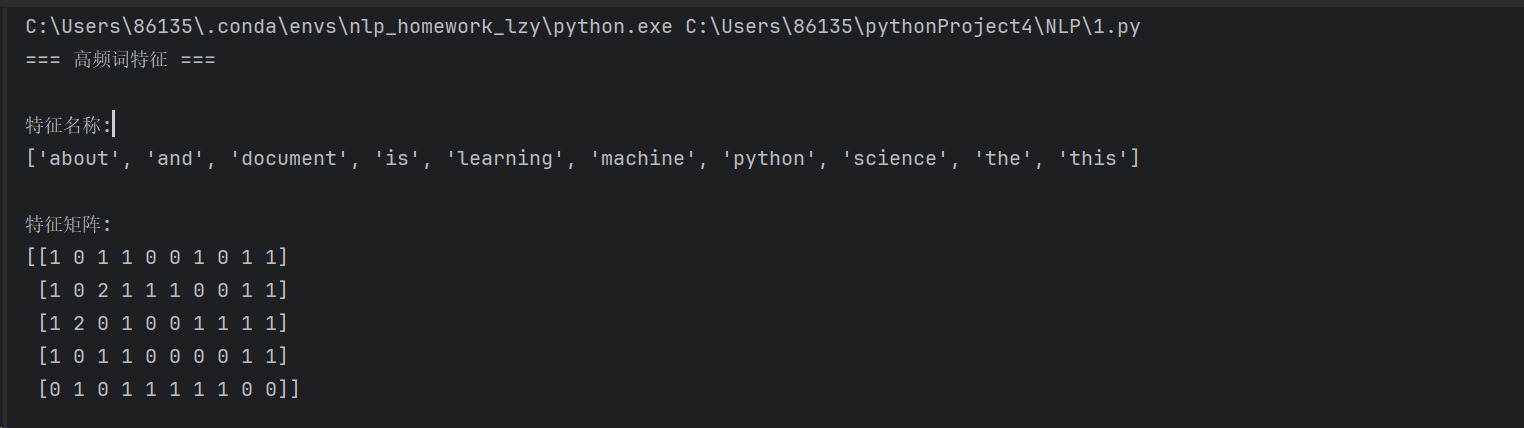 C:\Users\86135\.conda\envs\nlp_homework_lzy\python.exe C:\Users\86135\pythonProject4\NLP\1.py
=== 高频词特征 ===
特征名称:
['about', 'and', 'document', 'is', 'learning', 'machine', 'python', 'science', 'the', 'this']
特征矩阵:
[[1 0 1 1 0 0 1 0 1 1]
 [1 0 2 1 1 1 0 0 1 1]
 [1 2 0 1 0 0 1 1 1 1]
 [1 0 1 1 0 0 0 0 1 1]
 [0 1 0 1 1 1 1 1 0 0]]